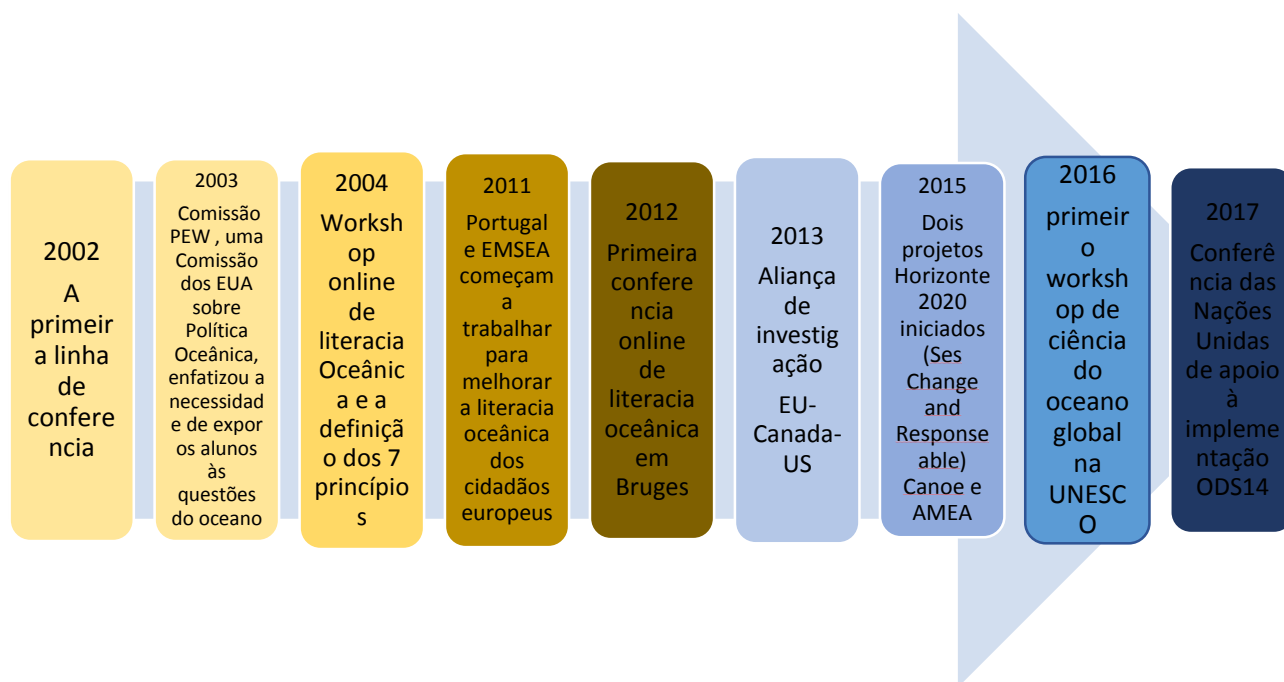 2002
A
primeir
a linha
de
confere
ncia
2003
Comissão
PEW , uma
Comissão
dos EUA
sobre
Política
Oceânica,
enfatizou a
necessidad
e de expor
os alunos
às
questões
do oceano
2004
Worksh
op
online
de
literacia
Oceânic
a e a
definiçã
o dos 7
princípio
s
2011
Portugal
e EMSEA
começam
a
trabalhar
para
melhorar
a literacia
oceânica
dos
cidadãos
europeus
2012
Primeira
conferen
cia
online
de
literacia
oceânica
em
Bruges
2013
Aliança
de
investig
ação
EU-
Canada-
US
2015
Dois
projetos
Horizonte
2020
iniciados
(Ses
Change
and
Response
able)
Canoe e
AMEA
2016
primeir
o
worksh
op de
ciência
do
oceano
global
na
UNESC
O
2017
Conferê
ncia das
Nações
Unidas
de apoio
à
impleme
ntação
ODS14